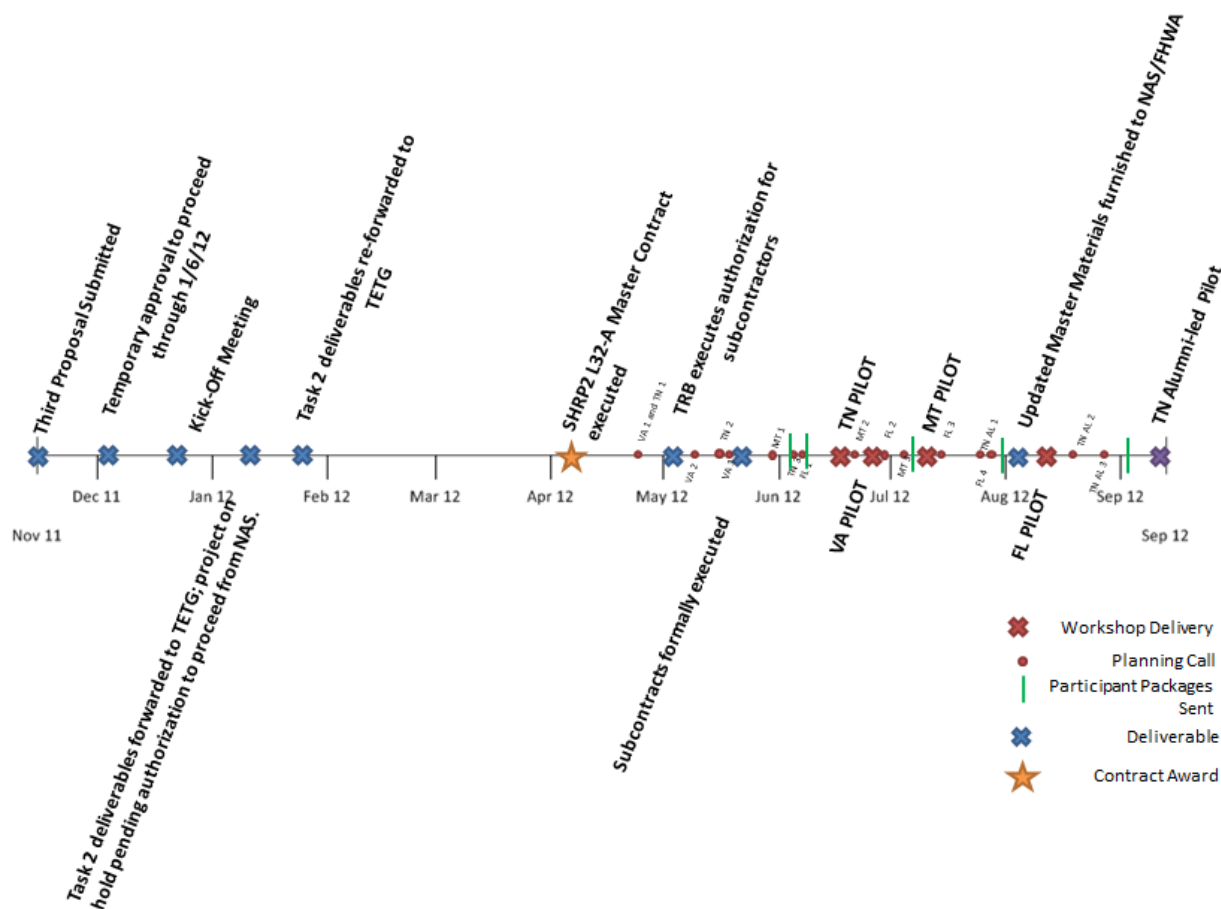 Third Proposal Submitted
Temporary approval to proceed
through 1/6/12
Kick-Off Meeting
Task 2 deliverables re-forwarded to
TETG
SHRP2 L32-A Master Contract
executed
VA 1 and TN 1
TRB executes authorization for
subcontractors
TN 2
MT 1
TN PILOT
MT 2
FL 2
MT PILOT
FL 3
TN AL 1
Updated Master Materials furnished to NAS/FHWA
TN AL 2
TN Alumni-led Pilot
VA 2
FL 4
TN AL 3
Dec 11
Jan 12
Feb 12
Mar 12
Apr 12
May 12
Jun 12
Jul 12
Aug 12
Sep 12
Nov 11
Sep 12
Task 2 deliverables forwarded to TETG; project on
hold pending authorization to proceed from NAS.
Subcontracts formally executed
VA PILOT
FL PILOT
Workshop Delivery
Planning Call
Participant Packages
Sent
Deliverable
Contract Award